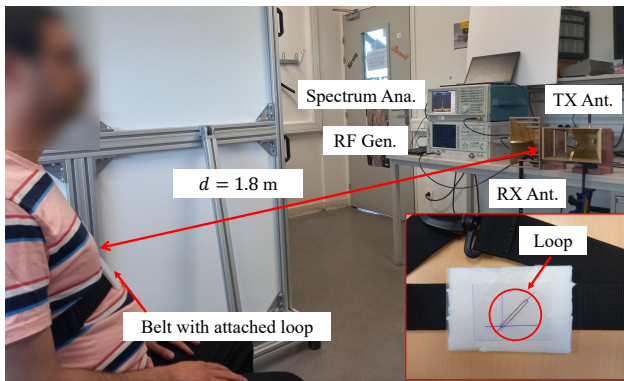 Spectrum Ana.
TX Ant.
RF Gen.
d = 1.8 m
RX Ant.
Loop
Belt with attached loop